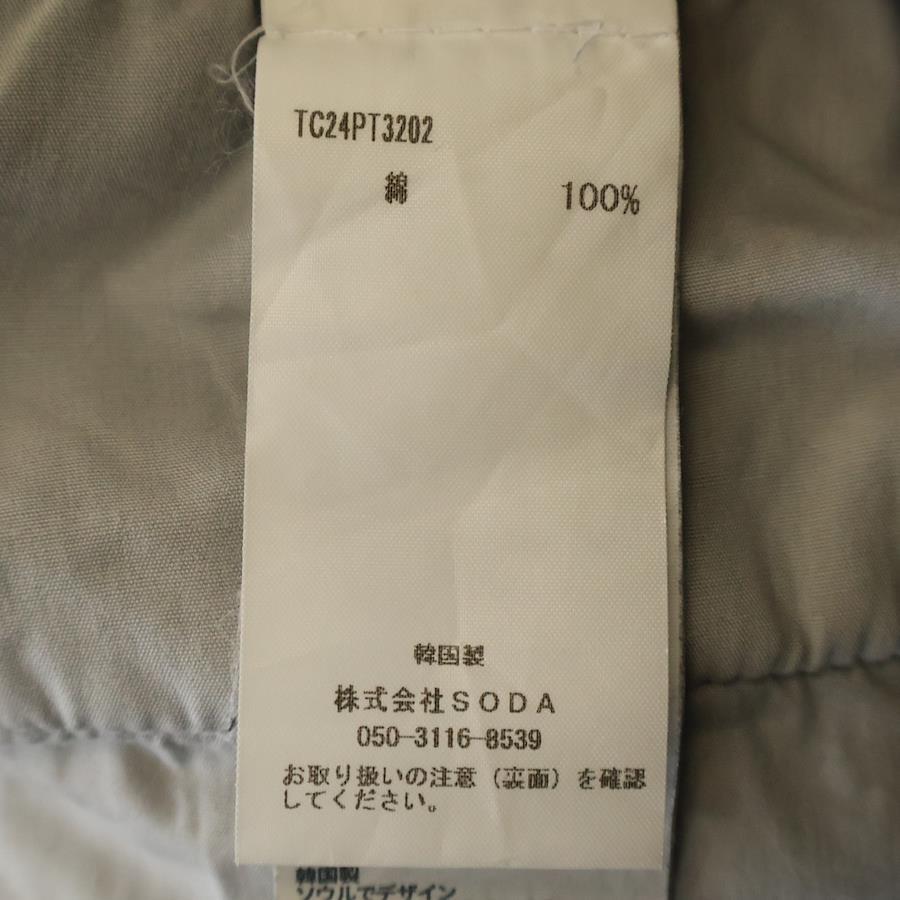 TC24PT3202
綿 100%
韓国製
株式会社SODA
050-3116-8539
お取り扱いの注意（裏面）を確認
してください。
韓国製
ソウルでデザイン